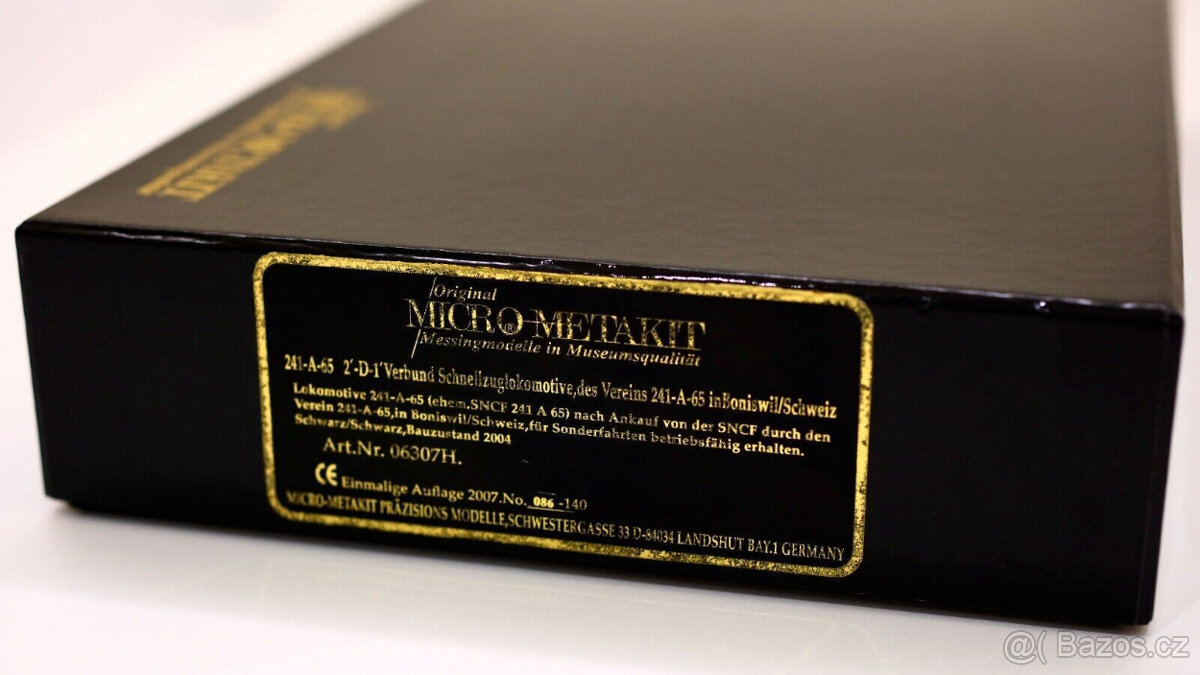 Original
MICRO-METAKIT
®
Messingmodelle in Museumsqualität
241-A-65 2'-D-1' Verbund Schnellzuglokomotive,des Vereins 241-A-65 inBoniswil/Schweiz
Lokomotive 241-A-65 (ehem.SNCF 241 A 65) nach Ankauf von der SNCF durch den
Verein 241-A-65,in Boniswil/Schweiz,für Sonderfahrten betriebsfähig erhalten.
Schwarz/Schwarz,Bauzustand 2004
Art.Nr. 06307H.
CE Einmalige Auflage 2007.No. 086 -140
MICRO-METAKIT PRÄZISIONS MODELLE,SCHWESTERGASSE 33 D-84034 LANDSHUT BAY.1 GERMANY
@( Bazos.cz